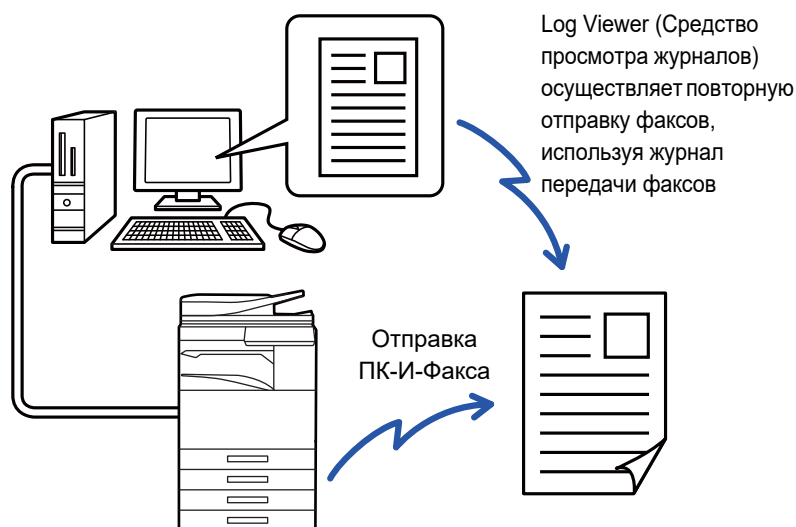 Log Viewer (Средство
просмотра журналов)
осуществляет повторную
отправку факсов,
используя журнал
передачи факсов
Отправка
ПК-И-Факса